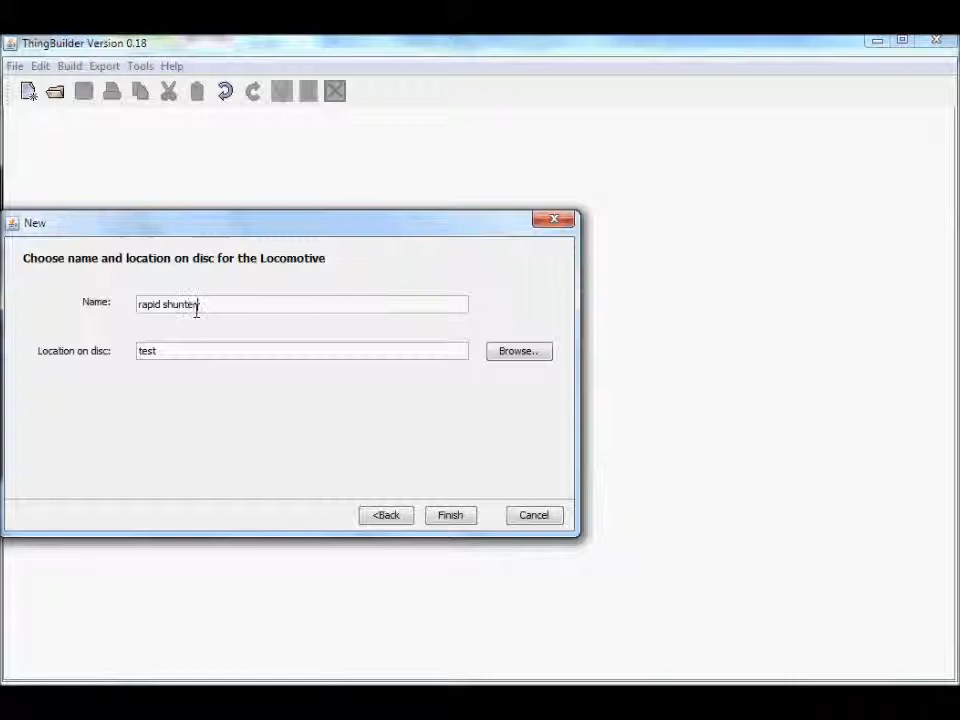 ThingBuilder Version 0.18
File Edit Build Export Tools Help
New
Choose name and location on disc for the Locomotive
Name: rapid shunter
Location on disc: test Browse..
<Back Finish Cancel